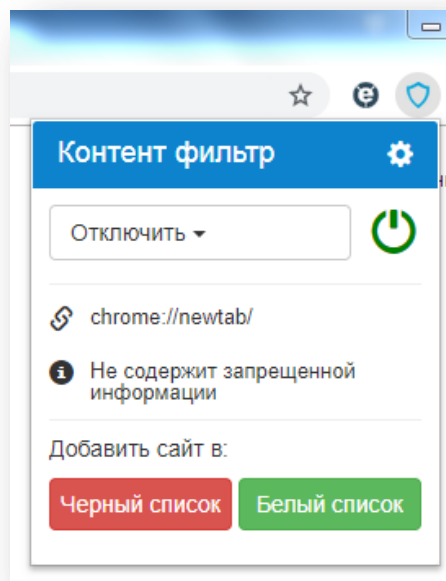 Контент фильтр
Отключить
chrome://newtab/
Не содержит запрещенной
информации
Добавить сайт в:
Черный список
Белый список